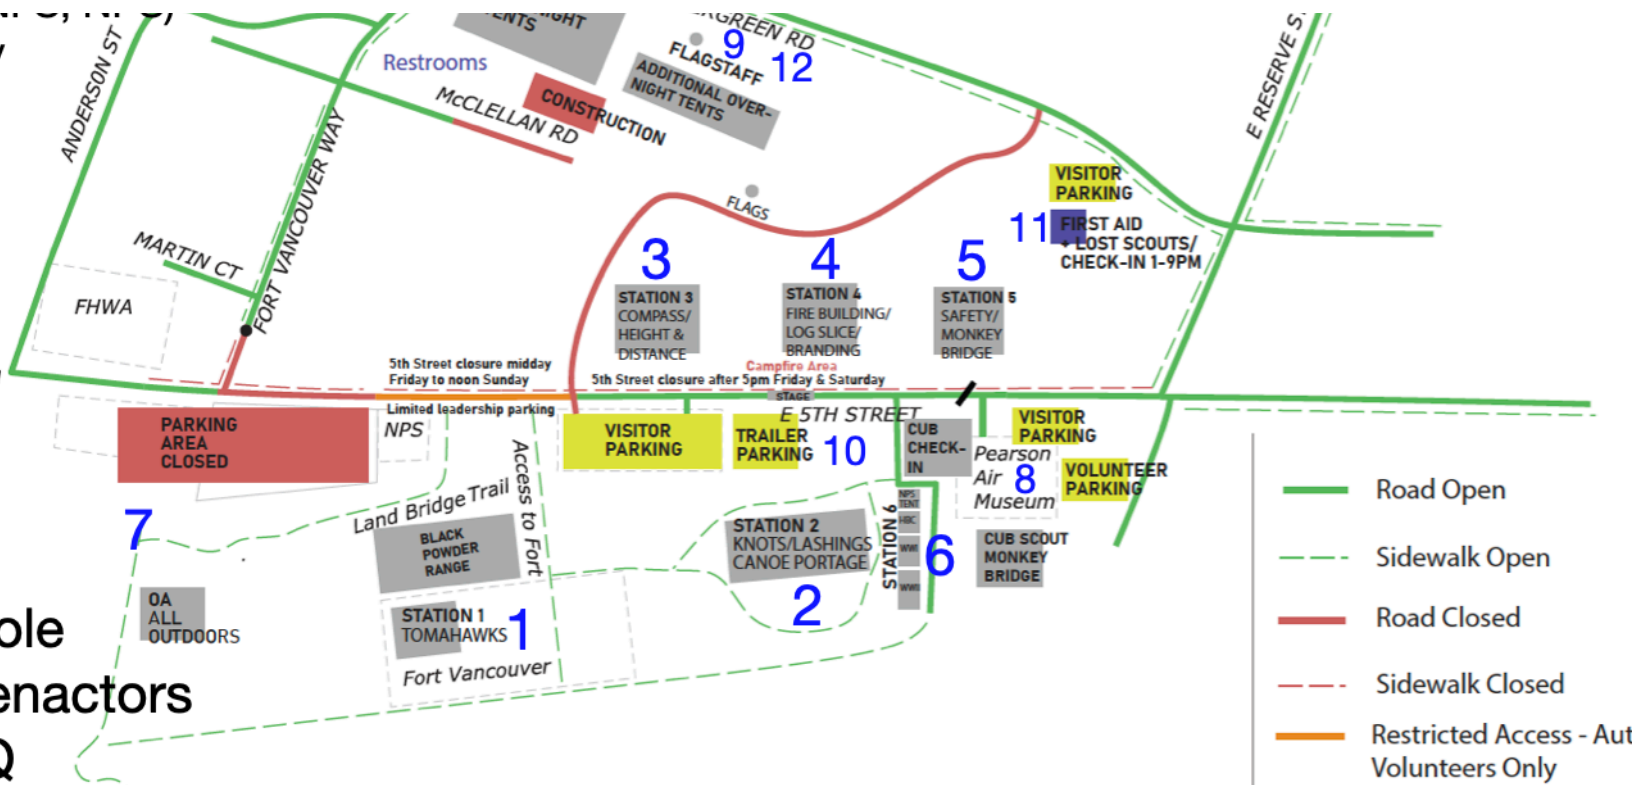 ANDERSON ST
Restrooms
NIGHT
TENTS
9
FLAGSTAFF
12
ADDITIONAL OVER-
NIGHT TENTS
E RESERVE S
McCLELLAN RD
CONSTRUCTION
FORT VANCOUVER WAY
MARTIN CT
FHWA
FLAGS
VISITOR
PARKING
11
FIRST AID
+ LOST SCOUTS/
CHECK-IN 1-9PM
3
STATION 3
COMPASS/
HEIGHT &
DISTANCE
4
STATION 4
FIRE BUILDING/
LOG SLICE/
BRANDING
5
STATION 5
SAFETY/
MONKEY
BRIDGE
5th Street closure midday
Friday to noon Sunday
Campfire Area
5th Street closure after 5pm Friday & Saturday
STAGE
Limited leadership parking
E 5TH STREET
PARKING
AREA
CLOSED
NPS
VISITOR
PARKING
TRAILER
PARKING
10
CUB
CHECK-
IN
VISITOR
PARKING
Pearson
Air
Museum
8
VOLUNTEER
PARKING
Access to Fort
Land Bridge Trail
7
BLACK
POWDER
RANGE
STATION 2
KNOTS/LASHINGS
CANOE PORTAGE
2
STATION 6
NPS
TENT
HBC
WWI
WWII
6
CUB SCOUT
MONKEY
BRIDGE
OA
ALL
OUTDOORS
STATION 1
TOMAHAWKS
1
Fort Vancouver
enactors
Q
Road Open
Sidewalk Open
Road Closed
Sidewalk Closed
Restricted Access - Aut
Volunteers Only